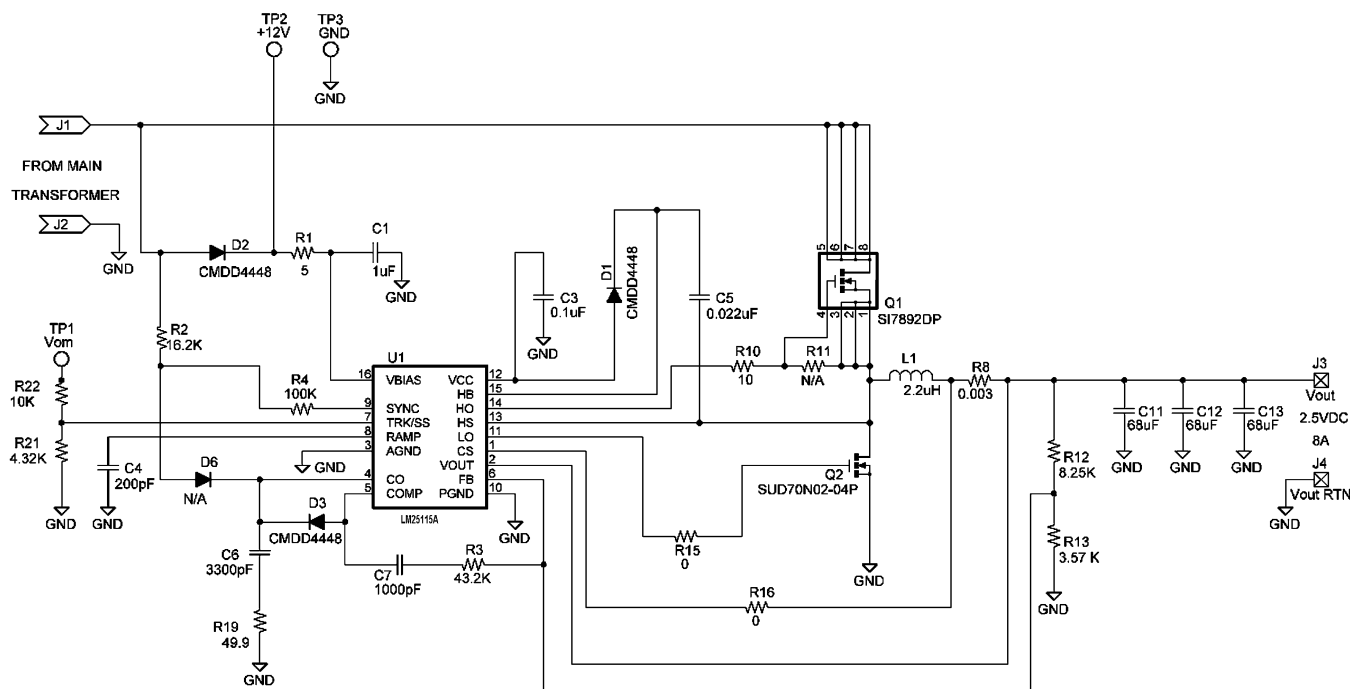 TP2
+12V
TP3
GND
GND
J1
FROM MAIN
TRANSFORMER
J2
GND
D2
CMDD4448
R1
5
C1
1uF
GND
C3
0.1uF
GND
D1
CMDD4448
C5
0.022uF
5
6
7
8
4
3
2
1
Q1
SI7892DP
TP1
Vom
R2
16.2K
R22
10K
R21
4.32K
GND
R4
100K
C4
200pF
GND
GND
D6
N/A
D3
CMDD4448
C6
3300pF
R19
49.9
GND
C7
1000pF
R3
43.2K
U1
16 VBIAS VCC 12
HB 15
9 SYNC HO 14
7 TRK/SS HS 13
8 RAMP LO 11
3 AGND CS 1
VOUT 2
4 CO FB 6
5 COMP PGND 10
LM25115A
GND
R10
10
R11
N/A
L1
2.2uH
R8
0.003
Q2
SUD70N02-04P
GND
R15
0
R16
0
R12
8.25K
R13
3.57 K
GND
C11
68uF
GND
C12
68uF
GND
C13
68uF
GND
J3
Vout
2.5VDC
8A
J4
Vout RTN
GND